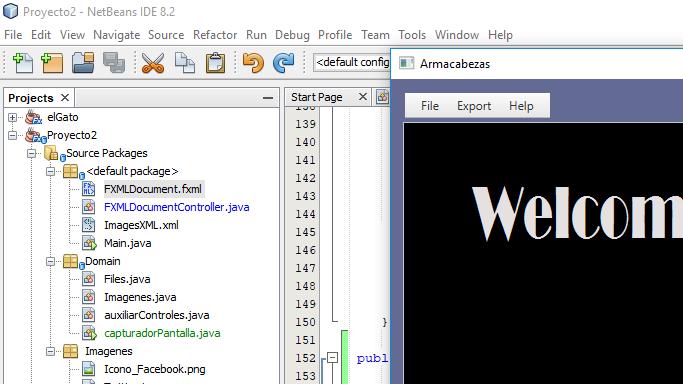 Proyecto2 - NetBeans IDE 8.2
File Edit View Navigate Source Refactor Run Debug Profile Team Tools Window Help
<default config
Armacabezas
Projects
Start Page
File Export Help
elGato
Proyecto2
Source Packages
<default package>
FXMLDocument.fxml
FXMLDocumentController.java
ImagesXML.xml
Main.java
Domain
Files.java
Imagenes.java
auxiliarControles.java
capturadorPantalla.java
Imagenes
Icono_Facebook.png
138
139
140
141
142
143
144
145
146
147
148
149
150 }
151
152 publ
153
Welcom